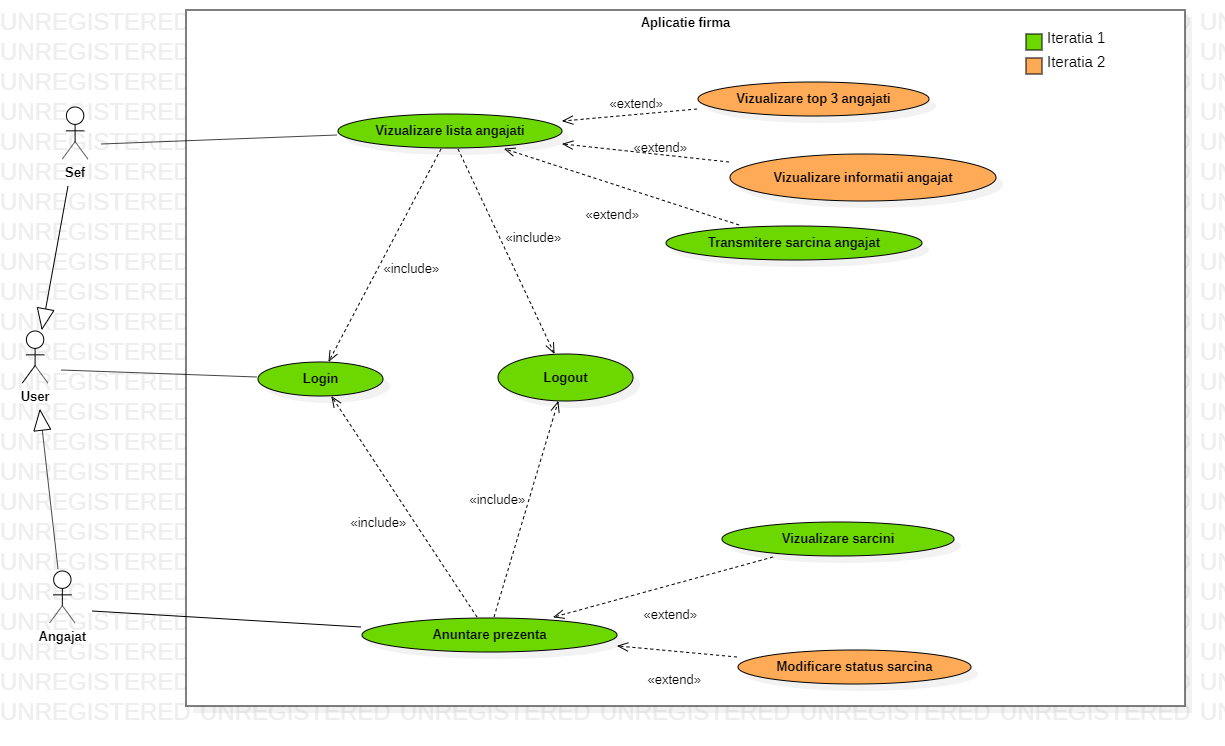 Aplicatie firma
Iteratia 1
Iteratia 2
Vizualizare top 3 angajati
«extend»
Vizualizare lista angajati
«extend»
Sef
Vizualizare informatii angajat
«extend»
Transmitere sarcina angajat
«include»
«include»
Login
Logout
User
«include»
«include»
Vizualizare sarcini
«extend»
Angajat
Anuntare prezenta
Modificare status sarcina
«extend»
UNREGISTERED UNREGISTERED UNREGISTERED UNREGISTERED UNREGISTERED UNREGISTERED UN